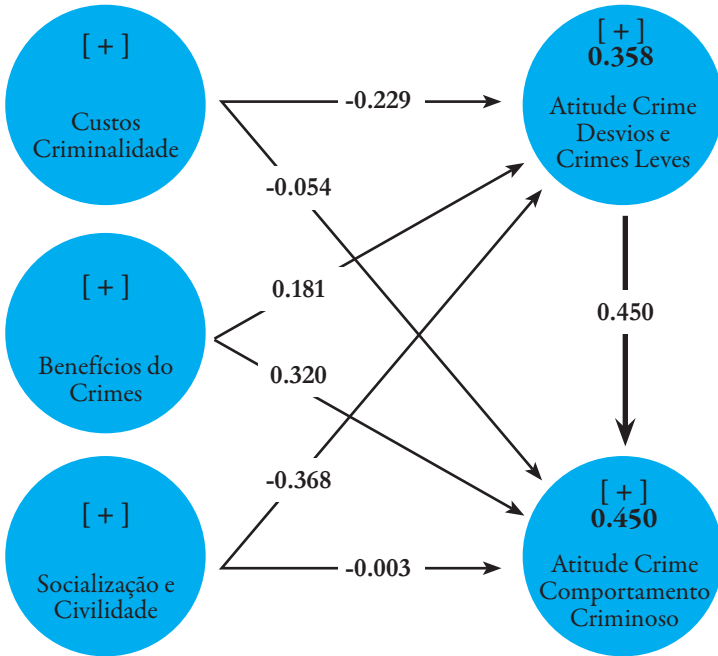 [ + ]
Custos
Criminalidade
[ + ]
0.358
Atitude Crime
Desvios e
Crimes Leves
-0.229
-0.054
[ + ]
Benefícios do
Crimes
0.181
0.320
0.450
[ + ]
Socialização e
Civilidade
-0.368
-0.003
[ + ]
0.450
Atitude Crime
Comportamento
Criminoso